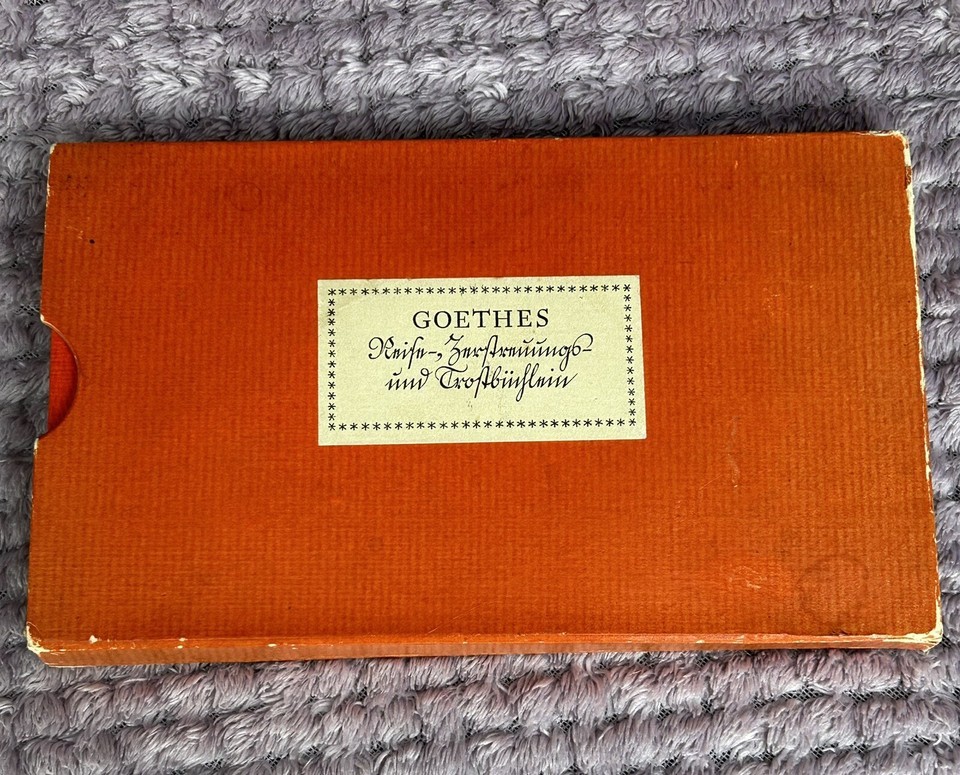 GOETHES
Reise-, Zerstreuungs-
und Trostbüchlein